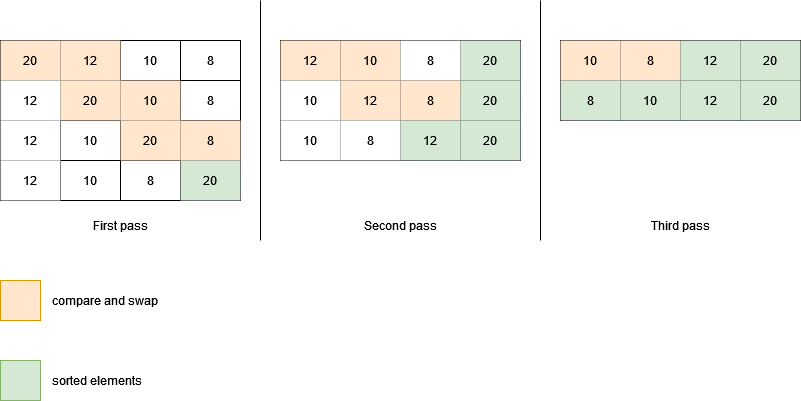 20 12 10 8
12 20 10 8
12 10 20 8
12 10 8 20
First pass
12 10 8 20
10 12 8 20
10 8 12 20
Second pass
10 8 12 20
8 10 12 20
Third pass
compare and swap
sorted elements